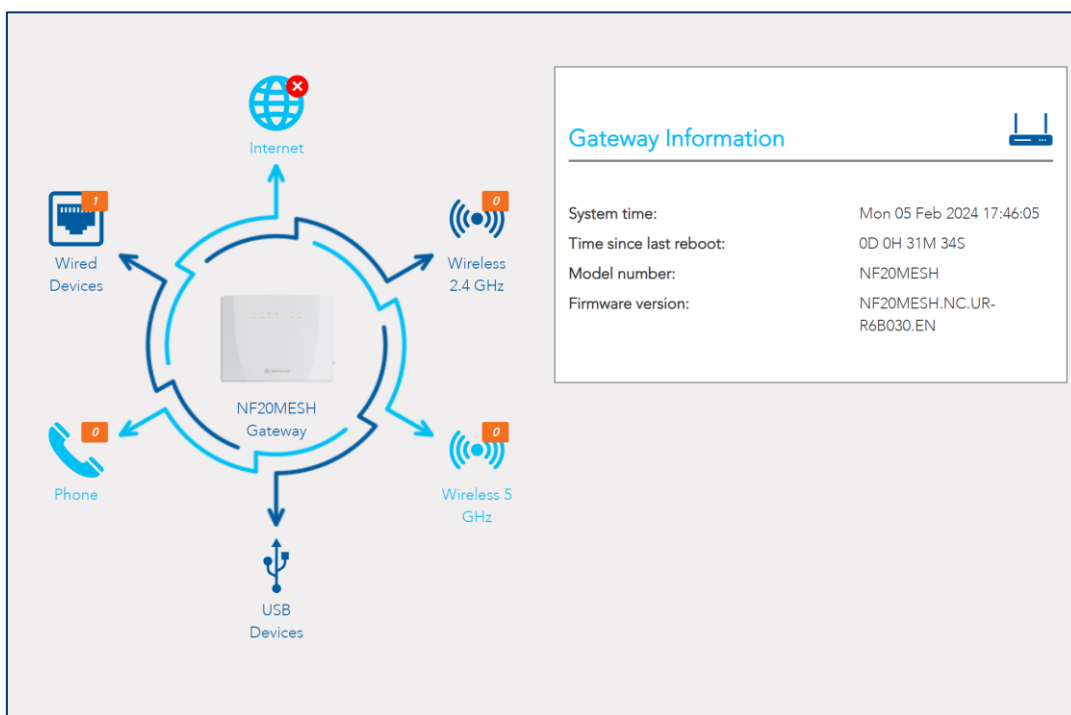 Internet
1
Wired
Devices
0
Wireless
2.4 GHz
NF20MESH
Gateway
0
Phone
0
Wireless 5
GHz
USB
Devices
Gateway Information
System time: Mon 05 Feb 2024 17:46:05
Time since last reboot: 0D 0H 31M 34S
Model number: NF20MESH
Firmware version: NF20MESH.NC.UR-
R6B030.EN